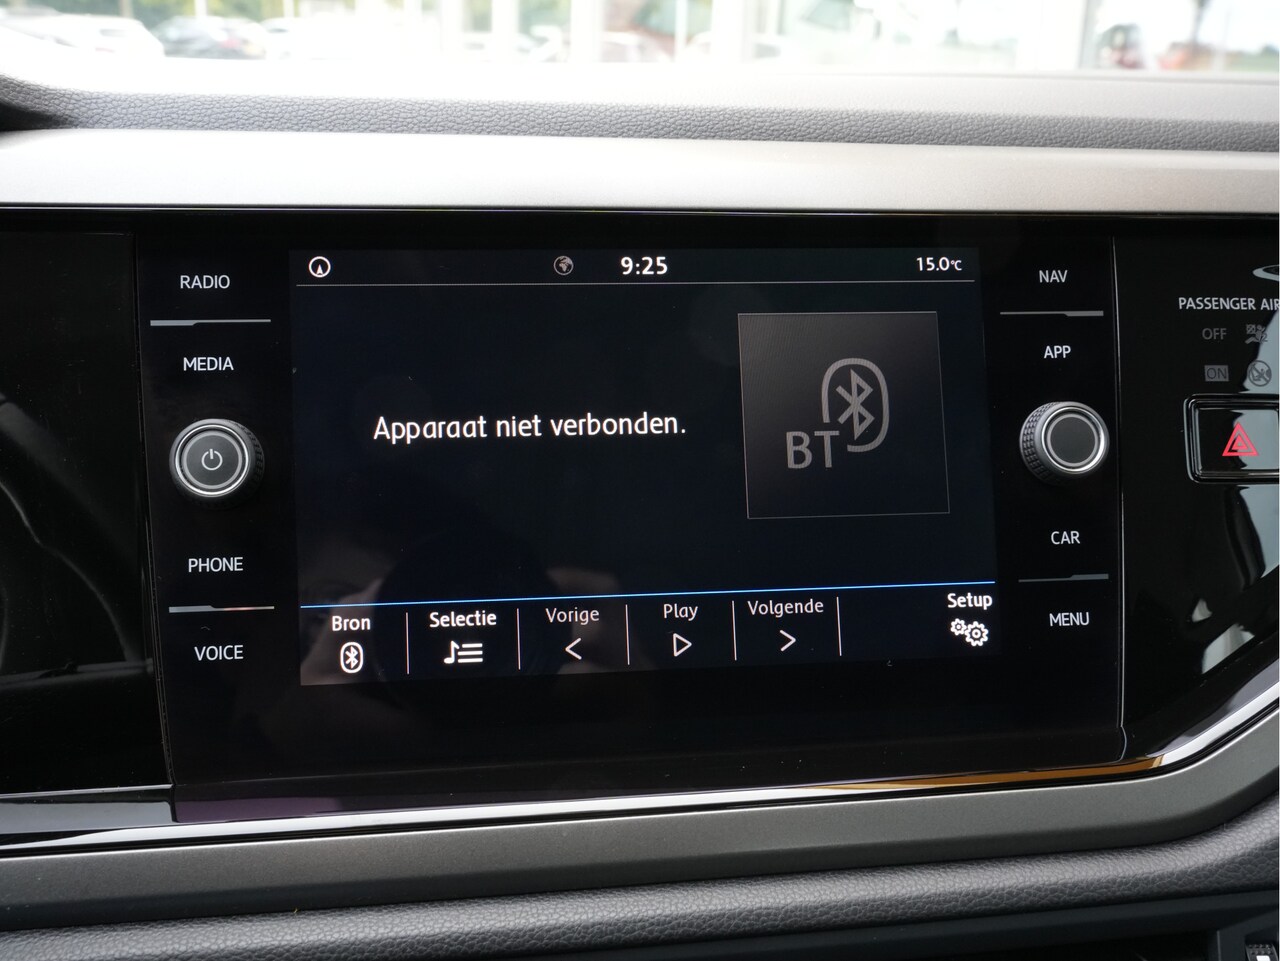 RADIO
MEDIA
PHONE
VOICE
9:25
15.0°C
Apparaat niet verbonden.
BT
Bron
Selectie
Vorige
Play
Volgende
Setup
NAV
APP
CAR
MENU
PASSENGER AIR
OFF
ON